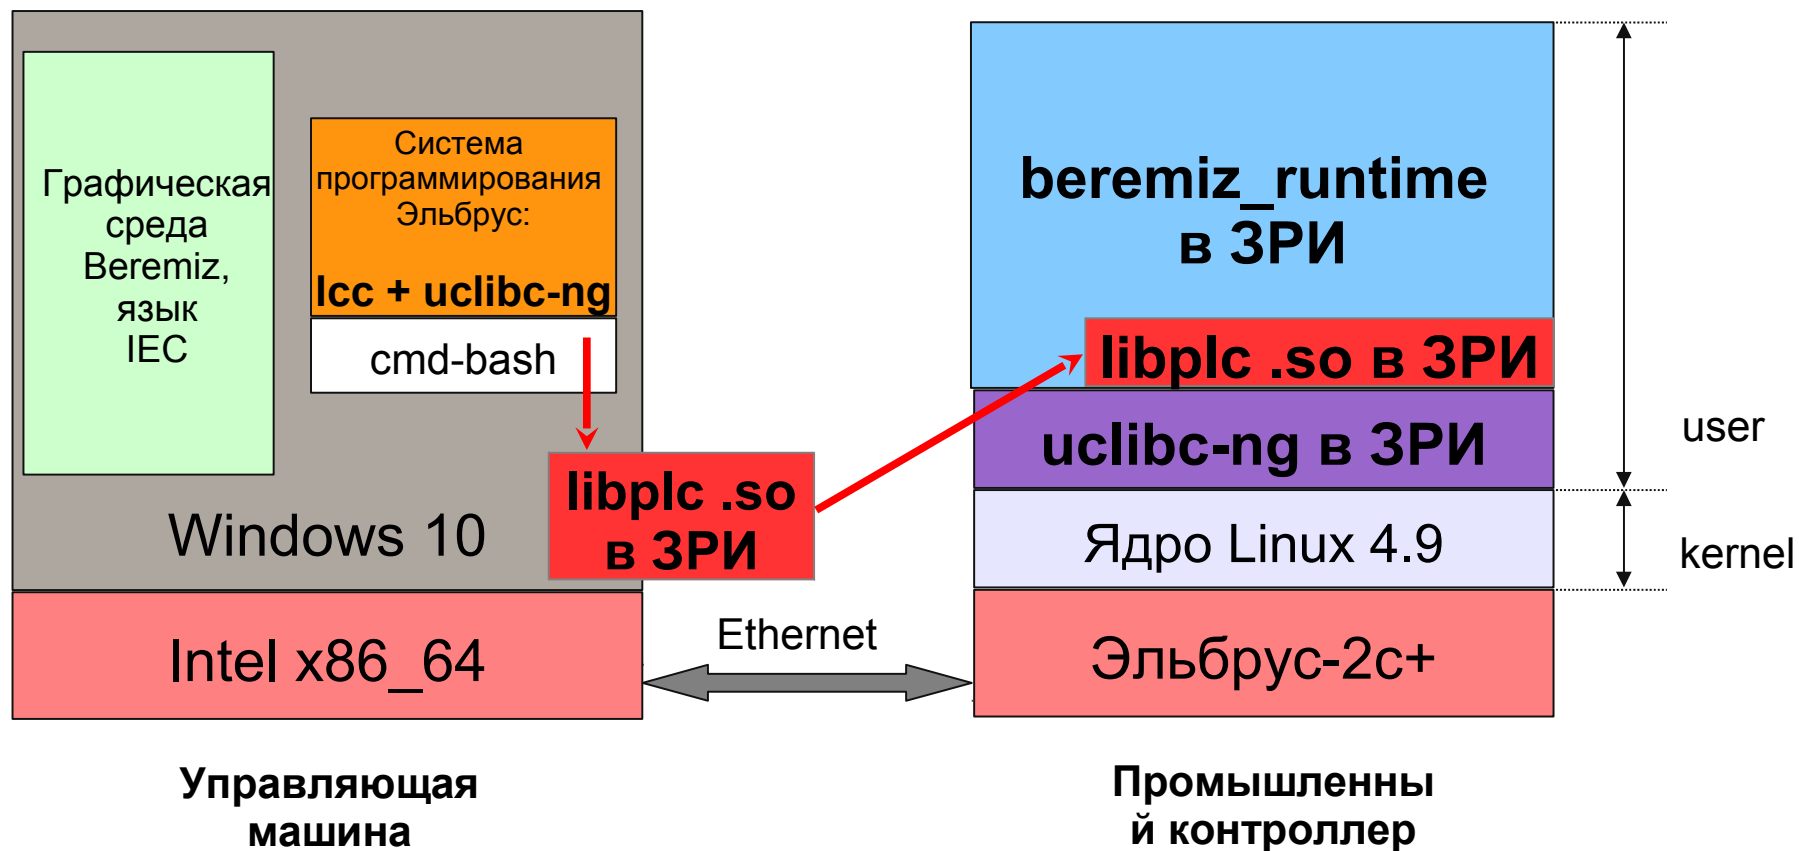 Графическая
среда
Beremiz,
язык
IEC
Система
программирования
Эльбрус:
lcc + uclibc-ng
cmd-bash
libplc .so
в ЗРИ
Windows 10
Intel x86_64
Управляющая
машина
Ethernet
beremiz_runtime
в ЗРИ
libplc .so в ЗРИ
uclibc-ng в ЗРИ
Ядро Linux 4.9
Эльбрус-2c+
Промышленны
й контроллер
user
kernel